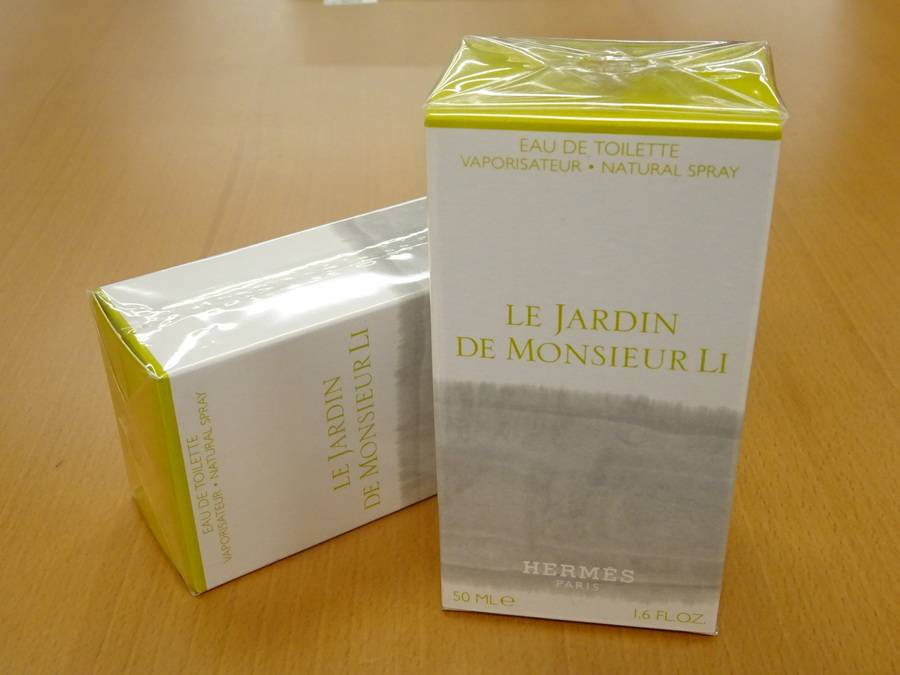 EAU DE TOILETTE
VAPORISATEUR • NATURAL SPRAY
LE JARDIN
DE MONSIEUR LI
HERMÈS
PARIS
50 ML e
1.6 FL.OZ.
EAU DE TOILETTE
VAPORISATEUR • NATURAL SPRAY
LE JARDIN
DE MONSIEUR LI